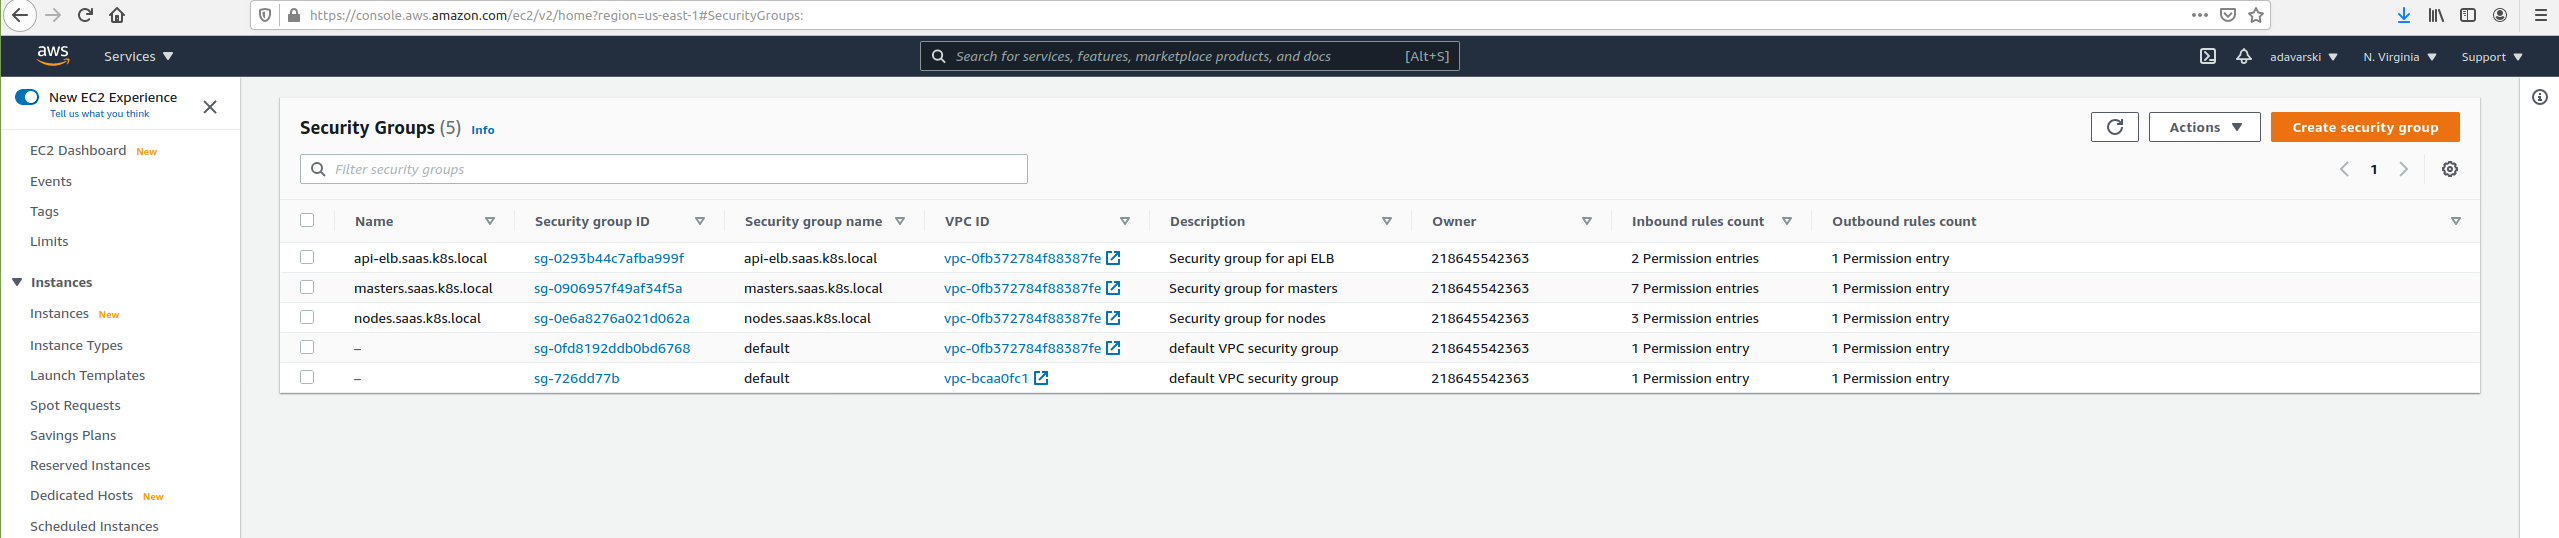 https://console.aws.amazon.com/ec2/v2/home?region=us-east-1#SecurityGroups:
aws Services Search for services, features, marketplace products, and docs [Alt+S] adavarski N. Virginia Support
New EC2 Experience
Tell us what you think
EC2 Dashboard New
Events
Tags
Limits
Instances
Instances New
Instance Types
Launch Templates
Spot Requests
Savings Plans
Reserved Instances
Dedicated Hosts New
Scheduled Instances
Security Groups (5) Info
Actions Create security group
Filter security groups
1
Name Security group ID Security group name VPC ID Description Owner Inbound rules count Outbound rules count
api-elb.saas.k8s.local sg-0293b44c7afba999f api-elb.saas.k8s.local vpc-0fb372784f88387fe Security group for api ELB 218645542363 2 Permission entries 1 Permission entry
masters.saas.k8s.local sg-0906957f49af34f5a masters.saas.k8s.local vpc-0fb372784f88387fe Security group for masters 218645542363 7 Permission entries 1 Permission entry
nodes.saas.k8s.local sg-0e6a8276a021d062a nodes.saas.k8s.local vpc-0fb372784f88387fe Security group for nodes 218645542363 3 Permission entries 1 Permission entry
– sg-0fd8192ddb0bd6768 default vpc-0fb372784f88387fe default VPC security group 218645542363 1 Permission entry 1 Permission entry
– sg-726dd77b default vpc-bcaa0fc1 default VPC security group 218645542363 1 Permission entry 1 Permission entry